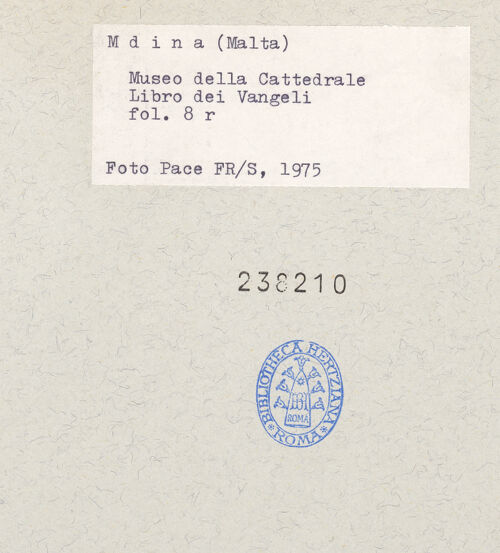 M d i n a (Malta)
Museo della Cattedrale
Libro dei Vangeli
fol. 8 r
Foto Pace FR/S, 1975
238210
BIBLIOTHECA HERTZIANA
ROMA
* ROMA *